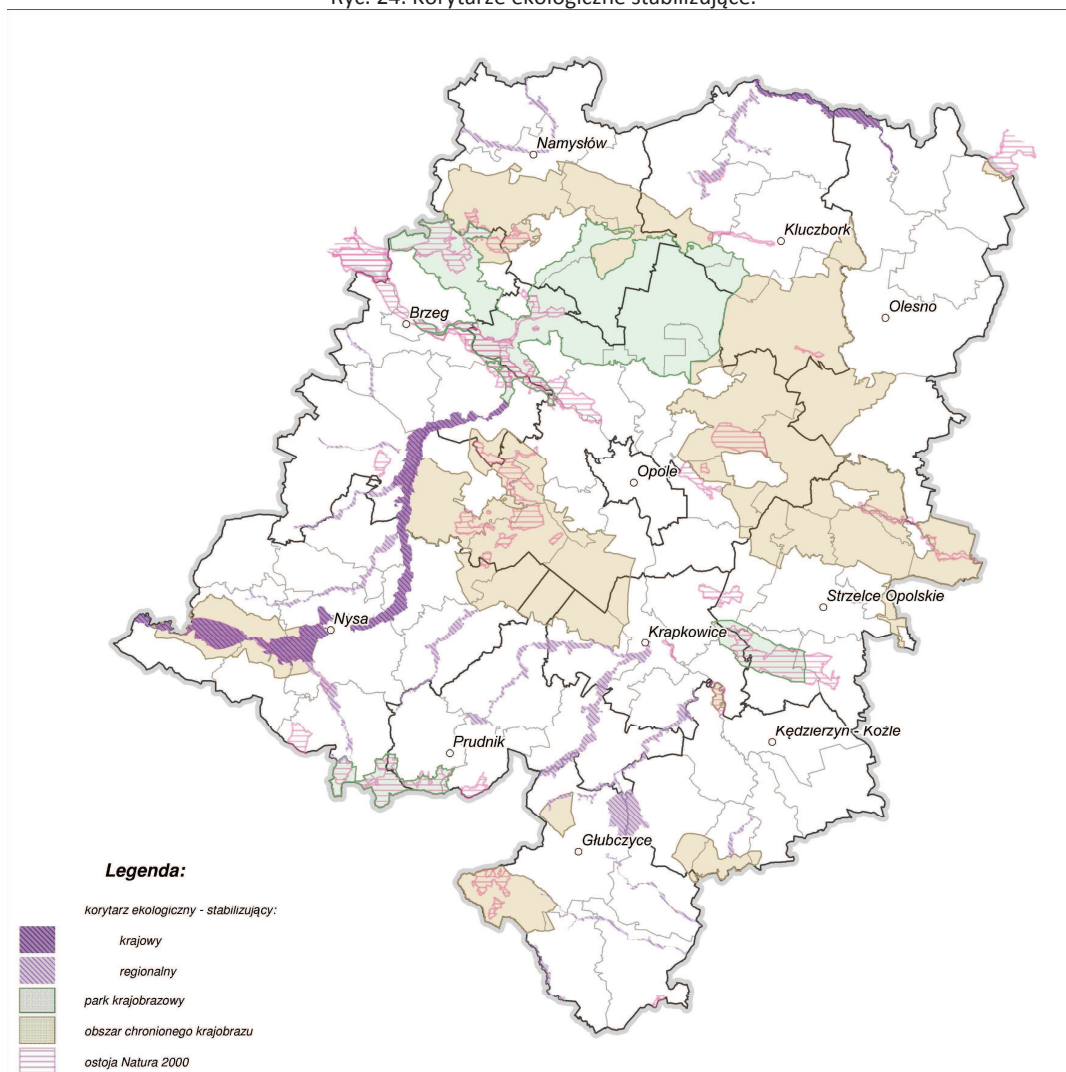 Ryc. 24. Korytarze ekologiczne stabilizujące.
Namysłów
Kluczbork
Olesno
Brzeg
Opole
Strzelce Opolskie
Nysa
Krapkowice
Kędzierzyn - Koźle
Prudnik
Głubczyce
Legenda:
korytarz ekologiczny - stabilizujący:
krajowy
regionalny
park krajobrazowy
obszar chronionego krajobrazu
ostoja Natura 2000